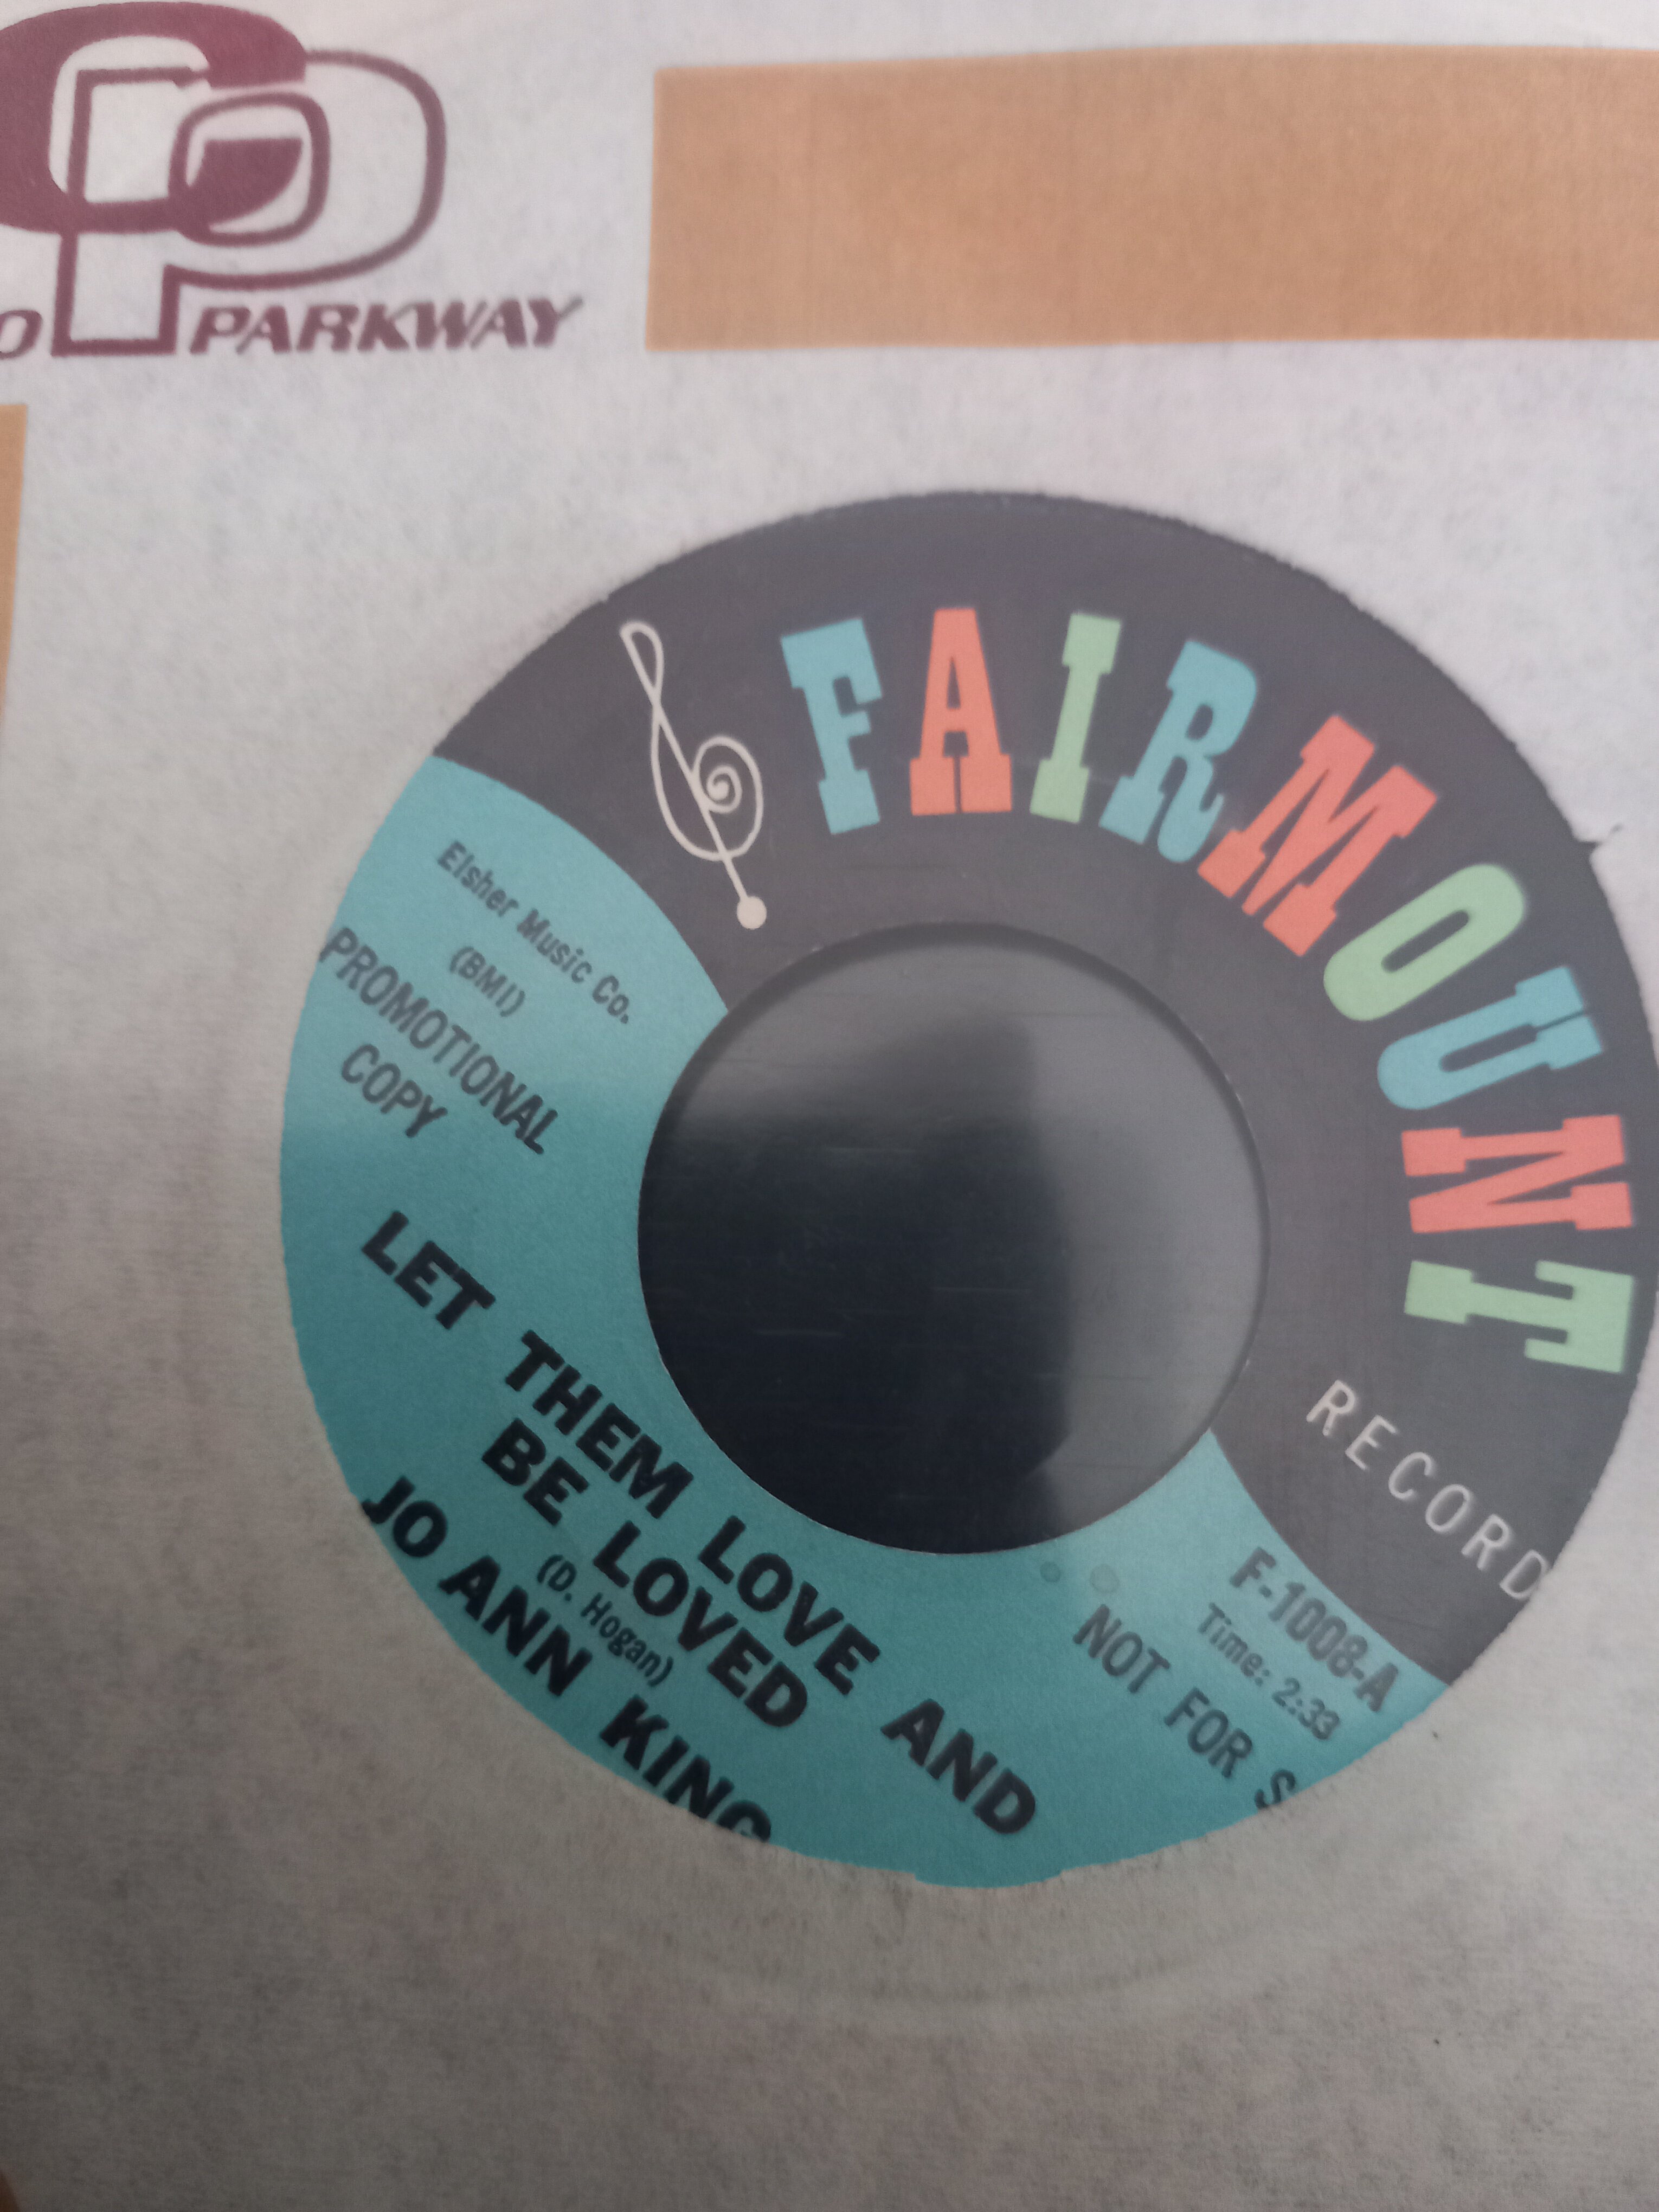 O PARKWAY
FAIRMOUNT
RECORD
Elsher Music Co.
(BMI)
PROMOTIONAL
COPY
F-1008-A
Time: 2:33
NOT FOR S
LET THEM LOVE AND
BE LOVED
(D. Hogan)
JO ANN KING